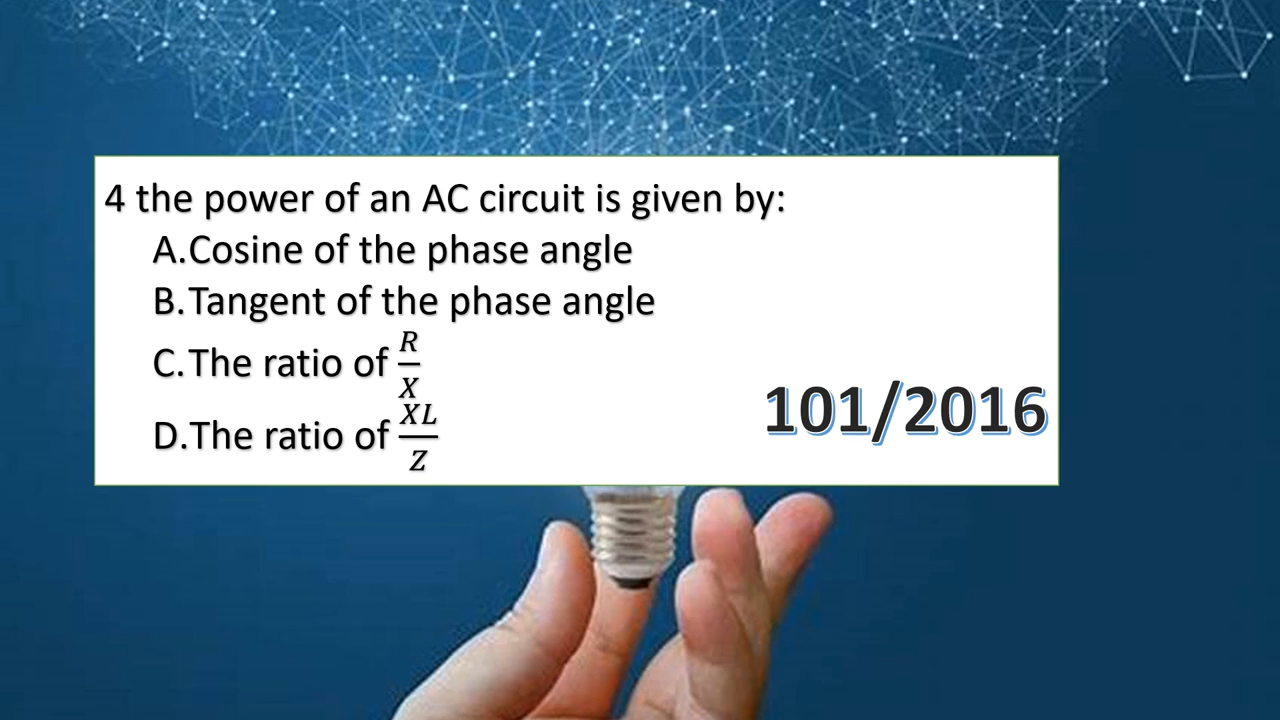 4 the power of an AC circuit is given by:
A.Cosine of the phase angle
B.Tangent of the phase angle
C.The ratio of R/X
D.The ratio of XL/Z
101/2016